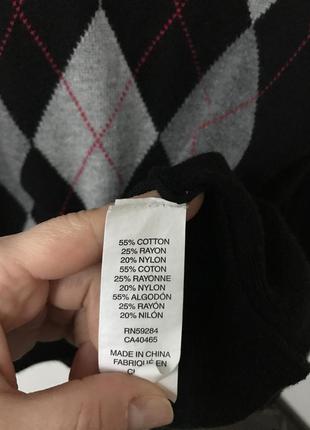 55% COTTON
25% RAYON
20% NYLON
55% COTON
25% RAYONNE
20% NYLON
55% ALGODÓN
25% RAYÓN
20% NILÓN
RN59284
CA40465
MADE IN CHINA
FABRIQUÉ EN